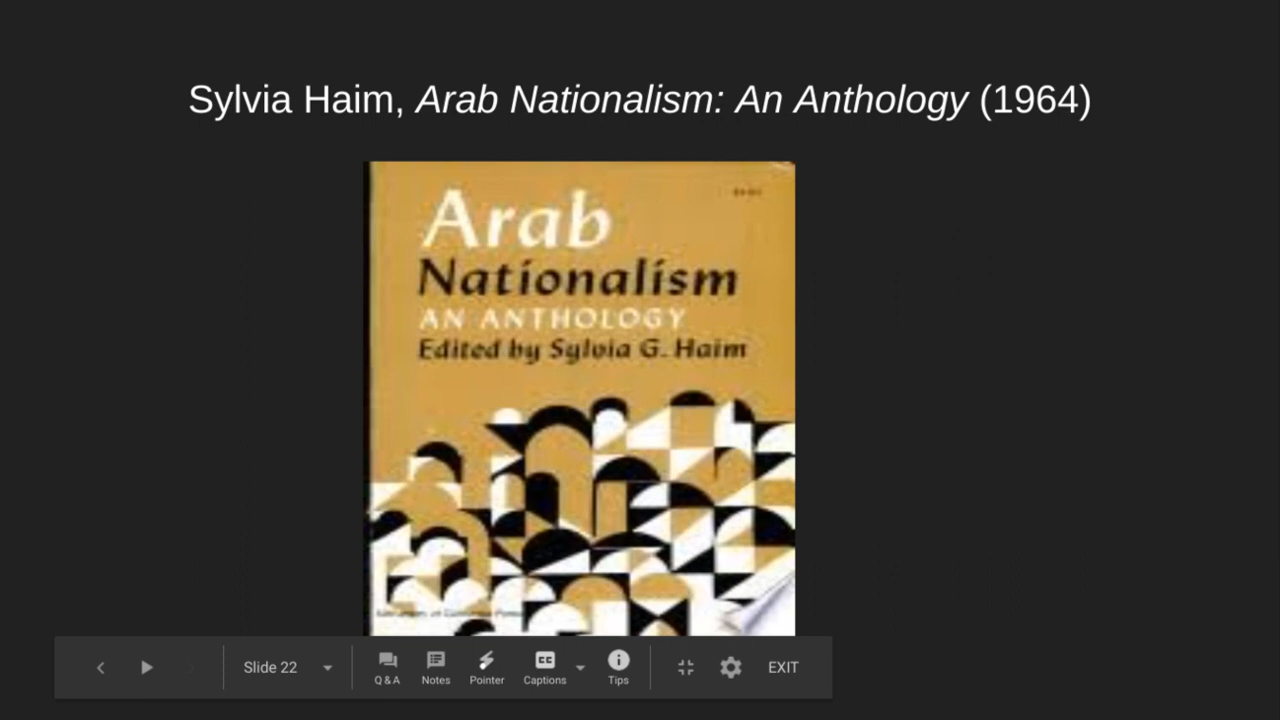 Sylvia Haim, Arab Nationalism: An Anthology (1964)
Arab
Nationalism
AN ANTHOLOGY
Edited by Sylvia G. Haim
Slide 22
Q & A
Notes
Pointer
CC
Captions
Tips
EXIT